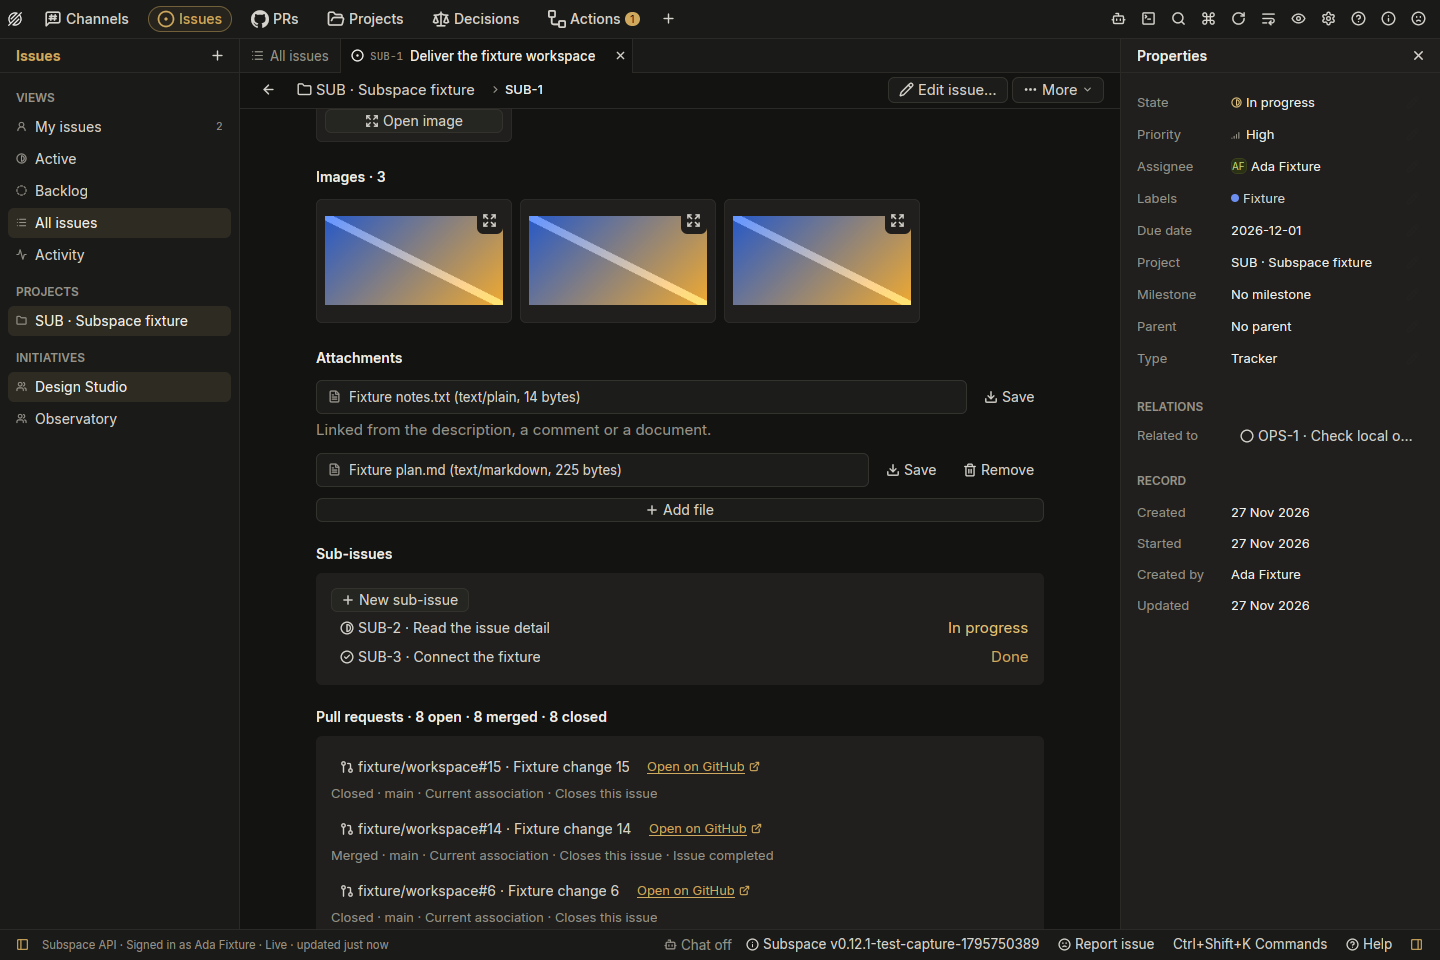 Channels
Issues
PRs
Projects
Decisions
Actions 1
Issues
VIEWS
My issues 2
Active
Backlog
All issues
Activity
PROJECTS
SUB · Subspace fixture
INITIATIVES
Design Studio
Observatory
All issues
SUB-1 Deliver the fixture workspace
SUB · Subspace fixture
SUB-1
Edit issue...
More
Open image
Images · 3
Attachments
Fixture notes.txt (text/plain, 14 bytes)
Save
Linked from the description, a comment or a document.
Fixture plan.md (text/markdown, 225 bytes)
Save
Remove
Add file
Sub-issues
New sub-issue
SUB-2 · Read the issue detail In progress
SUB-3 · Connect the fixture Done
Pull requests · 8 open · 8 merged · 8 closed
fixture/workspace#15 · Fixture change 15 Open on GitHub
Closed · main · Current association · Closes this issue
fixture/workspace#14 · Fixture change 14 Open on GitHub
Merged · main · Current association · Closes this issue · Issue completed
fixture/workspace#6 · Fixture change 6 Open on GitHub
Closed · main · Current association · Closes this issue
Properties
State In progress
Priority High
Assignee AF Ada Fixture
Labels Fixture
Due date 2026-12-01
Project SUB · Subspace fixture
Milestone No milestone
Parent No parent
Type Tracker
RELATIONS
Related to OPS-1 · Check local o...
RECORD
Created 27 Nov 2026
Started 27 Nov 2026
Created by Ada Fixture
Updated 27 Nov 2026
Subspace API · Signed in as Ada Fixture · Live · updated just now
Chat off
Subspace v0.12.1-test-capture-1795750389
Report issue
Ctrl+Shift+K Commands
Help